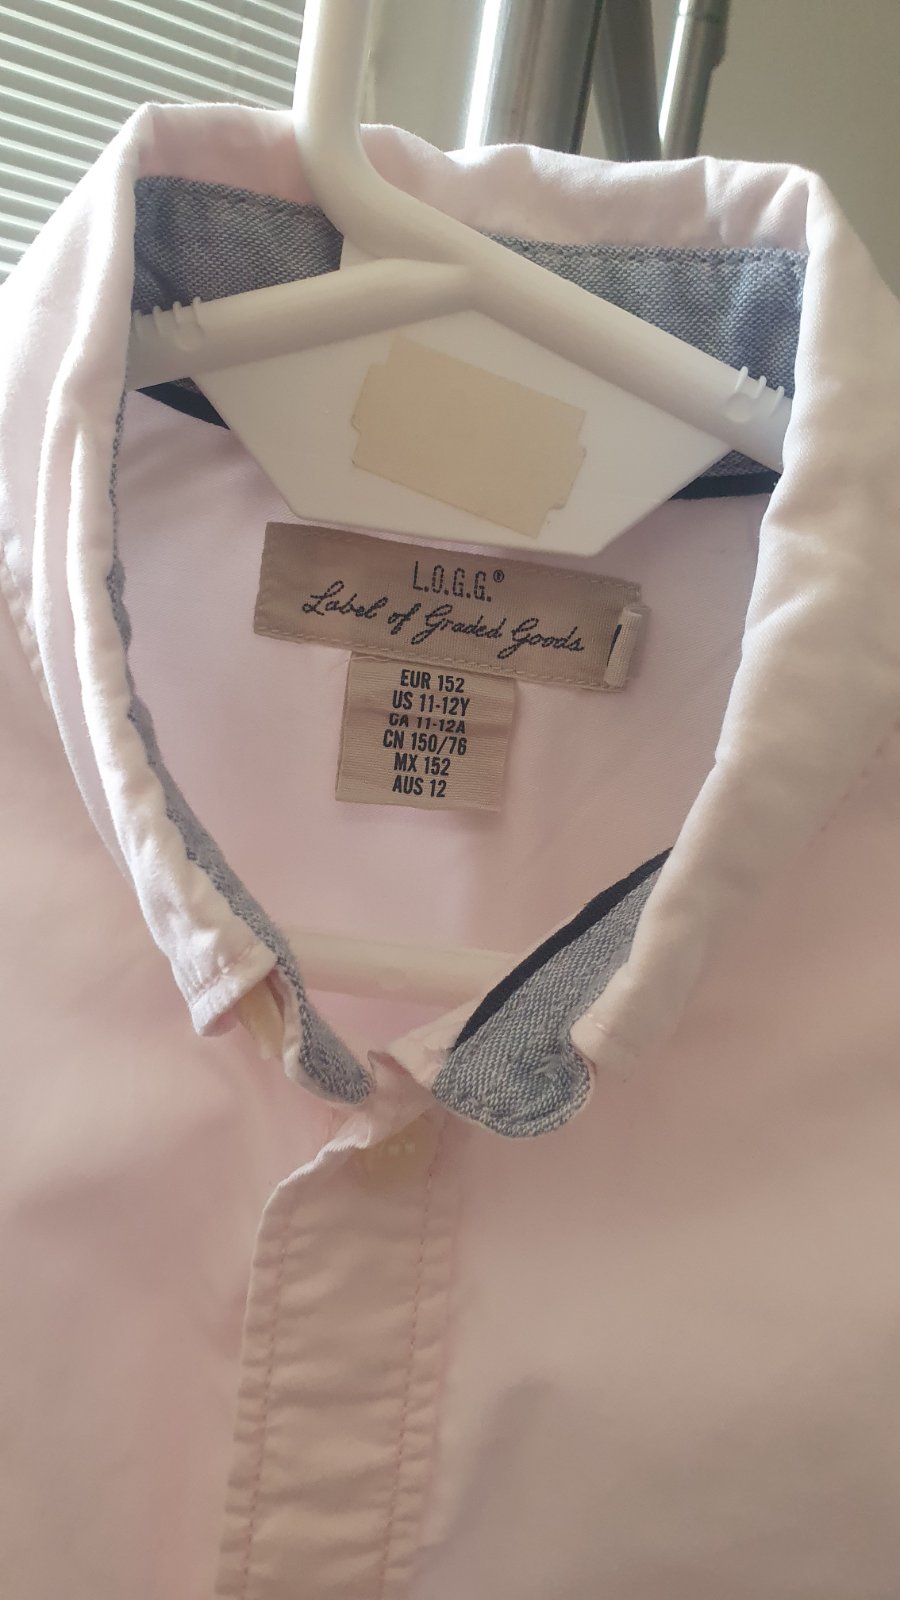 L.O.G.G.®
Label of Graded Goods
EUR 152
US 11-12Y
CA 11-12A
CN 150/76
MX 152
AUS 12